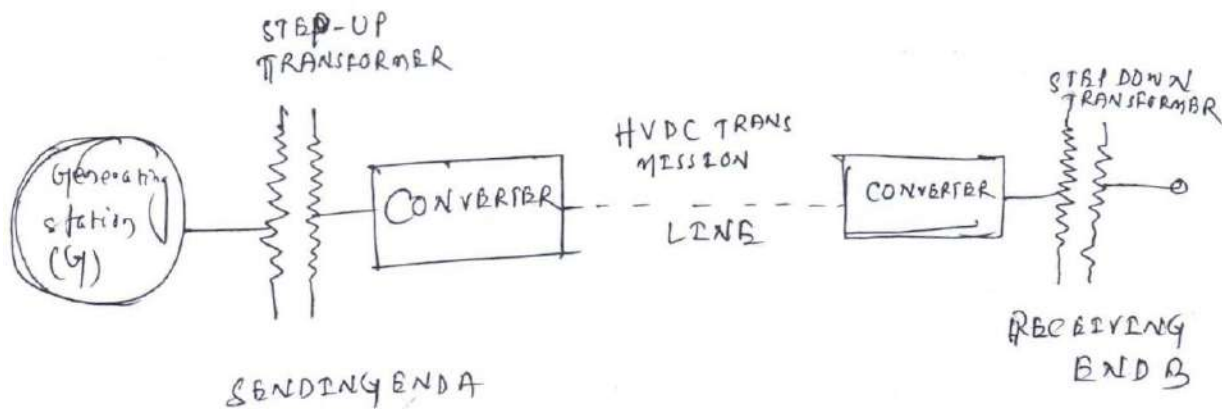 STEP-UP
TRANSFORMER
Generating
station
(G)
CONVERTER
HVDC TRANS
MISSION
LINE
CONVERTER
STEP DOWN
TRANSFORMER
SENDING END A
RECEIVING
END B